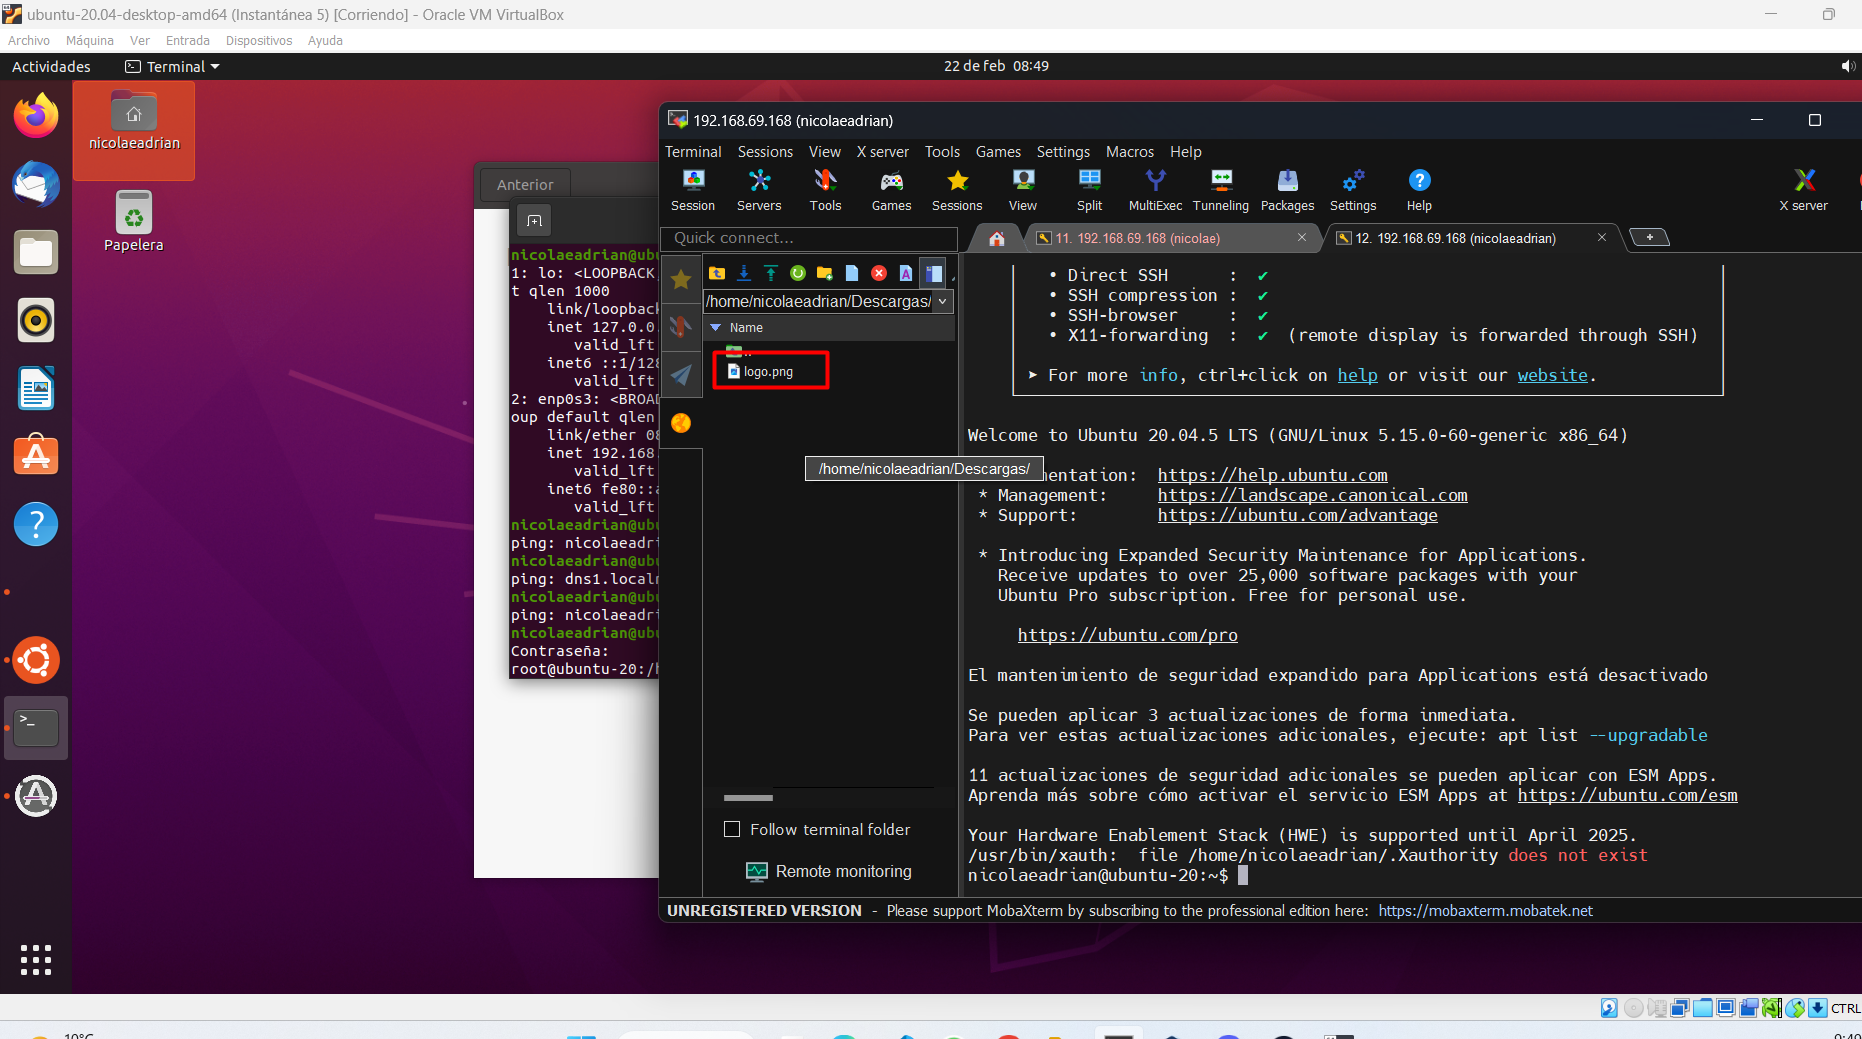 ubuntu-20.04-desktop-amd64 (Instantánea 5) [Corriendo] - Oracle VM VirtualBox
Archivo Máquina Ver Entrada Dispositivos Ayuda
Actividades Terminal 22 de feb 08:49
nicolaeadrian
Papelera
Anterior
nicolaeadrian@ubu
1: lo: <LOOPBACK
t qlen 1000
link/loopback
inet 127.0.0.
valid_lft
inet6 ::1/128
valid_lft
2: enp0s3: <BROAD
oup default qlen
link/ether 08
inet 192.168.
valid_lft
inet6 fe80::a
valid_lft
nicolaeadrian@ubu
ping: nicolaeadri
nicolaeadrian@ubu
ping: dns1.localn
nicolaeadrian@ubu
ping: nicolaeadri
nicolaeadrian@ubu
Contraseña:
root@ubuntu-20:/h
192.168.69.168 (nicolaeadrian)
Terminal Sessions View X server Tools Games Settings Macros Help
Session Servers Tools Games Sessions View Split MultiExec Tunneling Packages Settings Help X server
Quick connect...
11. 192.168.69.168 (nicolae)
12. 192.168.69.168 (nicolaeadrian)
/home/nicolaeadrian/Descargas/
Name
..
logo.png
/home/nicolaeadrian/Descargas/
Follow terminal folder
Remote monitoring
• Direct SSH : ✔
• SSH compression : ✔
• SSH-browser : ✔
• X11-forwarding : ✔ (remote display is forwarded through SSH)
➤ For more info, ctrl+click on help or visit our website.
Welcome to Ubuntu 20.04.5 LTS (GNU/Linux 5.15.0-60-generic x86_64)
entation: https://help.ubuntu.com
* Management: https://landscape.canonical.com
* Support: https://ubuntu.com/advantage
* Introducing Expanded Security Maintenance for Applications.
Receive updates to over 25,000 software packages with your
Ubuntu Pro subscription. Free for personal use.
https://ubuntu.com/pro
El mantenimiento de seguridad expandido para Applications está desactivado
Se pueden aplicar 3 actualizaciones de forma inmediata.
Para ver estas actualizaciones adicionales, ejecute: apt list --upgradable
11 actualizaciones de seguridad adicionales se pueden aplicar con ESM Apps.
Aprenda más sobre cómo activar el servicio ESM Apps at https://ubuntu.com/esm
Your Hardware Enablement Stack (HWE) is supported until April 2025.
/usr/bin/xauth: file /home/nicolaeadrian/.Xauthority does not exist
nicolaeadrian@ubuntu-20:~$
UNREGISTERED VERSION - Please support MobaXterm by subscribing to the professional edition here: https://mobaxterm.mobatek.net
CTRL
10°C